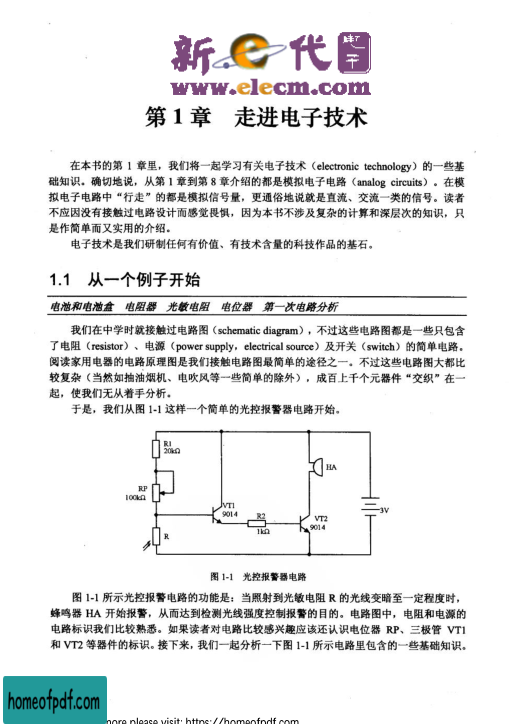 新e代电子
www.elecm.com
第 1 章 走进电子技术
在本书的第 1 章里，我们将一起学习有关电子技术（electronic technology）的一些基
础知识。确切地说，从第 1 章到第 8 章介绍的都是模拟电子电路（analog circuits）。在模
拟电子电路中“行走”的都是模拟信号量，更通俗地说就是直流、交流一类的信号。读者
不应因没有接触过电路设计而感觉畏惧，因为本书不涉及复杂的计算和深层次的知识，只
是作简单而又实用的介绍。
电子技术是我们研制任何有价值、有技术含量的科技作品的基石。
1.1 从一个例子开始
电池和电池盒 电阻器 光敏电阻 电位器 第一次电路分析
我们在中学时就接触过电路图（schematic diagram），不过这些电路图都是一些只包含
了电阻（resistor）、电源（power supply，electrical source）及开关（switch）的简单电路。
阅读家用电器的电路原理图是我们接触电路图最简单的途径之一。不过这些电路图大都比
较复杂（当然如抽油烟机、电吹风等一些简单的除外），成百上千个元器件“交织”在一
起，使我们无从着手分析。
于是，我们从图 1-1 这样一个简单的光控报警器电路开始。
R1
20kΩ
HA
RP
100kΩ
VT1
9014
R2
1kΩ
VT2
9014
3V
R
图 1-1 光控报警器电路
图 1-1 所示光控报警电路的功能是：当照射到光敏电阻 R 的光线变暗至一定程度时，
蜂鸣器 HA 开始报警，从而达到检测光线强度控制报警的目的。电路图中，电阻和电源的
电路标识我们比较熟悉。如果读者对电路比较感兴趣应该还认识电位器 RP、三极管 VT1
和 VT2 等器件的标识。接下来，我们一起分析一下图 1-1 所示电路里包含的一些基础知识。
homeofpdf.com
more please visit: https://homeofpdf.com